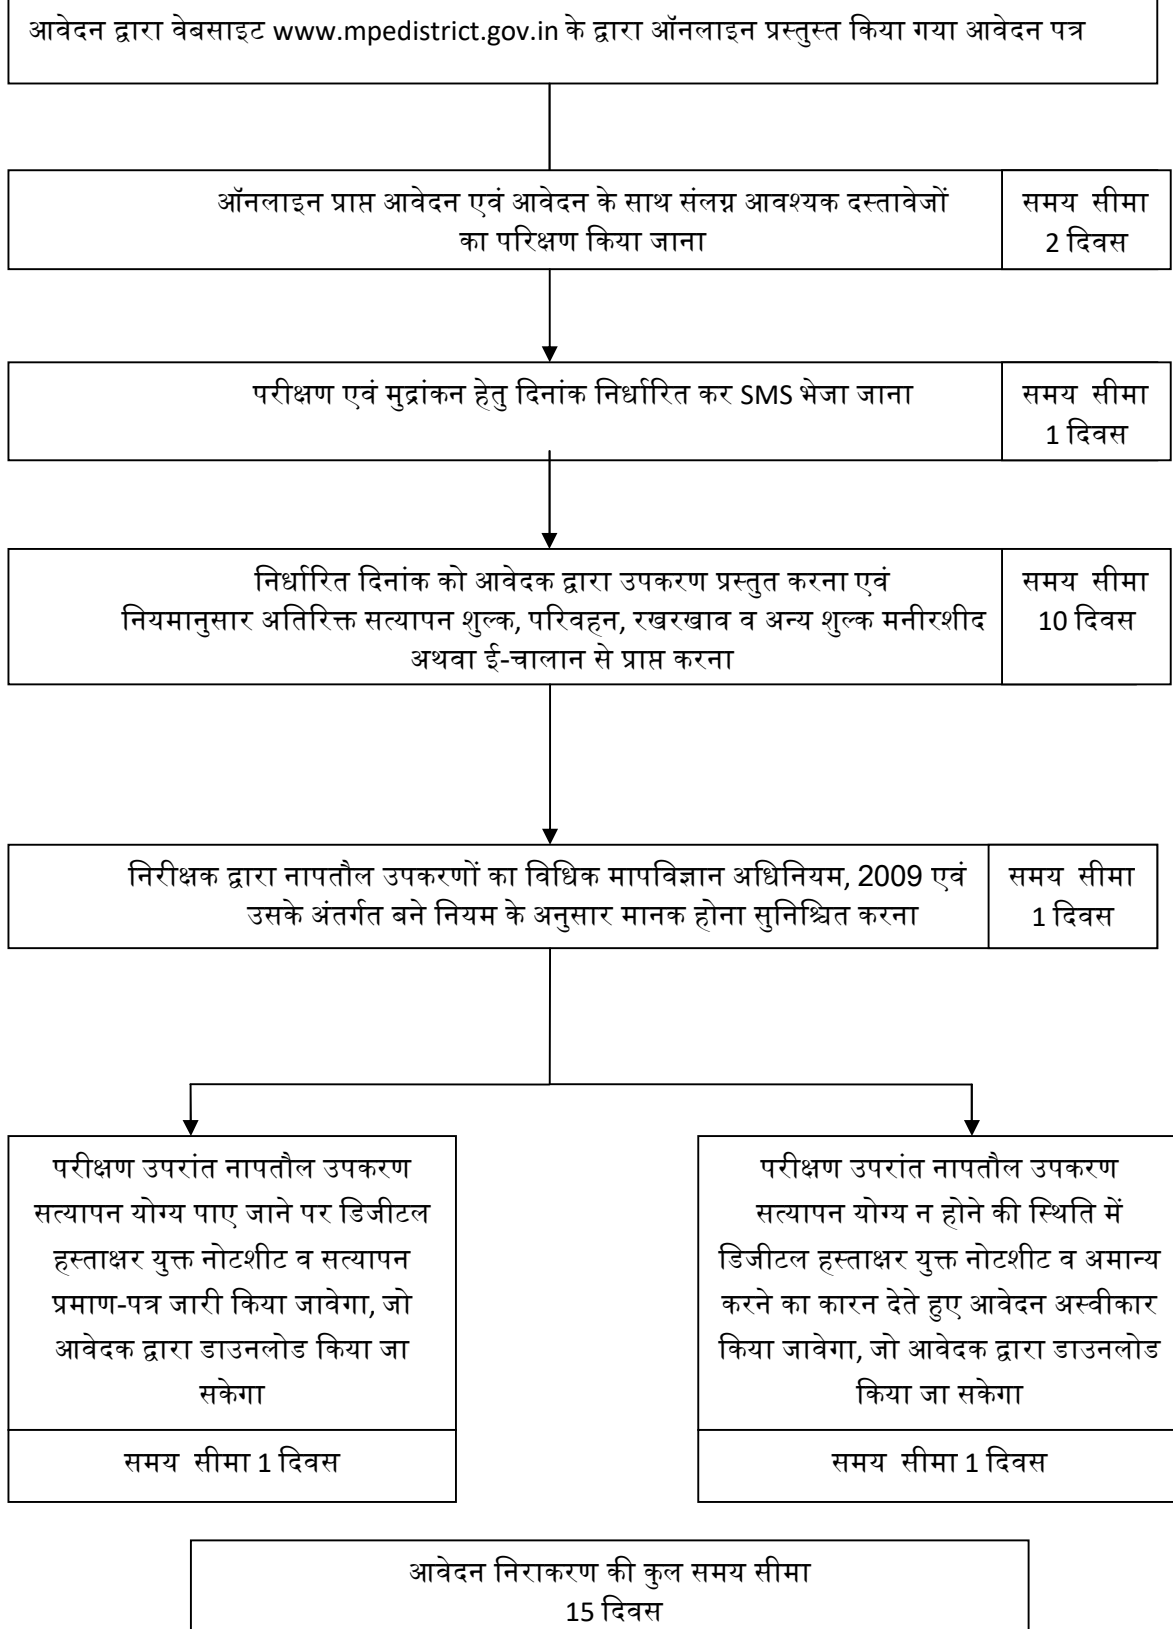 आवेदन द्वारा वेबसाइट www.mpedistrict.gov.in के द्वारा ऑनलाइन प्रस्तुस्त किया गया आवेदन पत्र
ऑनलाइन प्राप्त आवेदन एवं आवेदन के साथ संलग्न आवश्यक दस्तावेजों
का परिक्षण किया जाना
समय सीमा
2 दिवस
परीक्षण एवं मुद्रांकन हेतु दिनांक निर्धारित कर SMS भेजा जाना
समय सीमा
1 दिवस
निर्धारित दिनांक को आवेदक द्वारा उपकरण प्रस्तुत करना एवं
नियमानुसार अतिरिक्त सत्यापन शुल्क, परिवहन, रखरखाव व अन्य शुल्क मनीरशीद
अथवा ई-चालान से प्राप्त करना
समय सीमा
10 दिवस
निरीक्षक द्वारा नापतौल उपकरणों का विधिक मापविज्ञान अधिनियम, 2009 एवं
उसके अंतर्गत बने नियम के अनुसार मानक होना सुनिश्चित करना
समय सीमा
1 दिवस
परीक्षण उपरांत नापतौल उपकरण
सत्यापन योग्य पाए जाने पर डिजीटल
हस्ताक्षर युक्त नोटशीट व सत्यापन
प्रमाण-पत्र जारी किया जावेगा, जो
आवेदक द्वारा डाउनलोड किया जा
सकेगा
समय सीमा 1 दिवस
परीक्षण उपरांत नापतौल उपकरण
सत्यापन योग्य न होने की स्थिति में
डिजीटल हस्ताक्षर युक्त नोटशीट व अमान्य
करने का कारन देते हुए आवेदन अस्वीकार
किया जावेगा, जो आवेदक द्वारा डाउनलोड
किया जा सकेगा
समय सीमा 1 दिवस
आवेदन निराकरण की कुल समय सीमा
15 दिवस